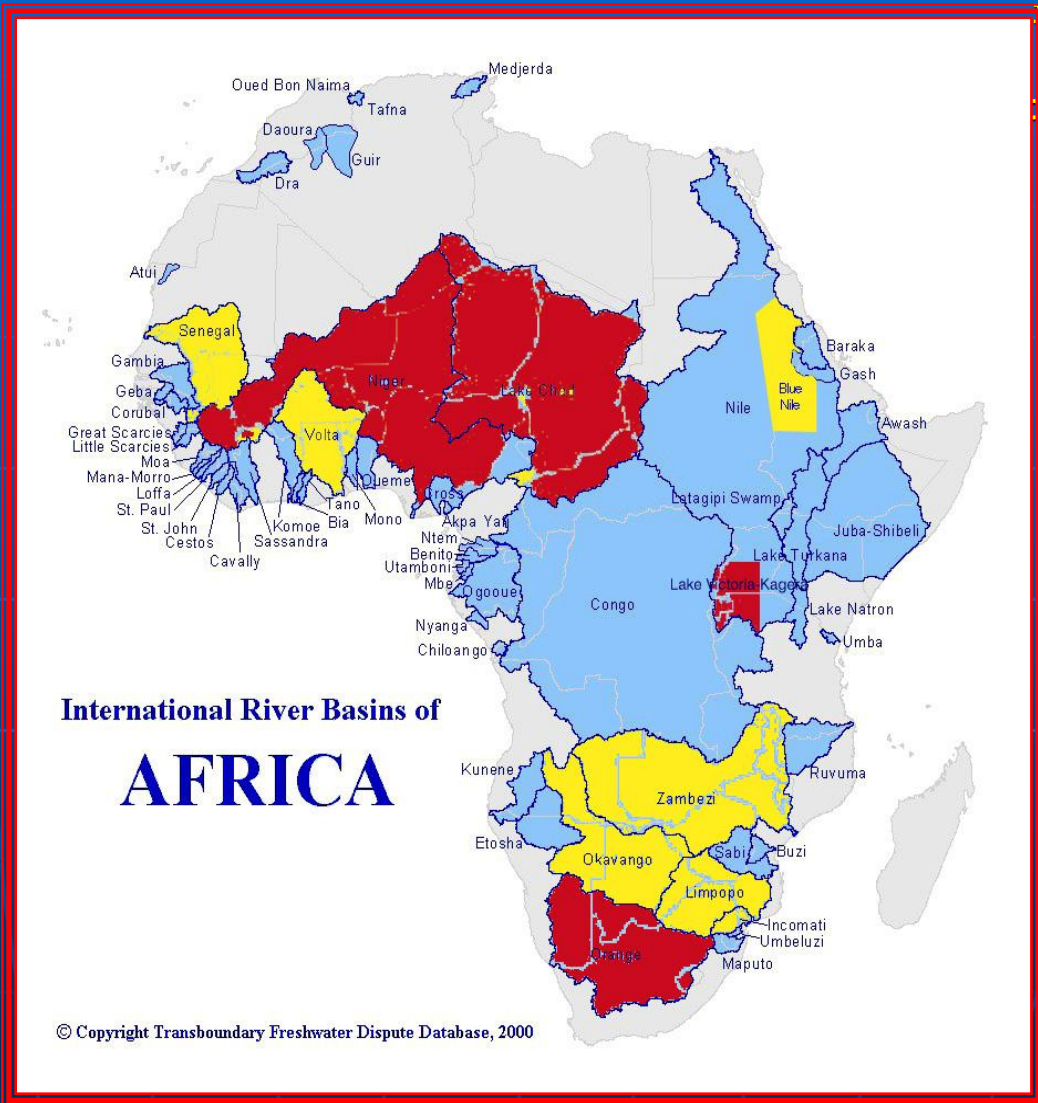 Medjerda
Oued Bon Naima
Tafna
Daoura
Guir
Dra
Atui
Senegal
Gambia
Geba
Corubal
Great Scarcies
Little Scarcies
Moa
Mana-Morro
Loffa
St. Paul
St. John
Cestos
Cavally
Sassandra
Komoe
Bia
Tano
Mono
Volta
Oueme
Niger
Lake Chad
Cross
Akpa Yafi
Ntem
Benito
Utamboni
Mbe
Ogooue
Nyanga
Chiloango
Congo
Nile
Blue
Nile
Baraka
Gash
Awash
Latagipi Swamp
Juba-Shibeli
Lake Turkana
Lake Victoria-Kagera
Lake Natron
Umba
International River Basins of
AFRICA
Kunene
Ruvuma
Zambezi
Etosha
Okavango
Sabi
Buzi
Limpopo
Incomati
Umbeluzi
Maputo
Orange
© Copyright Transboundary Freshwater Dispute Database, 2000